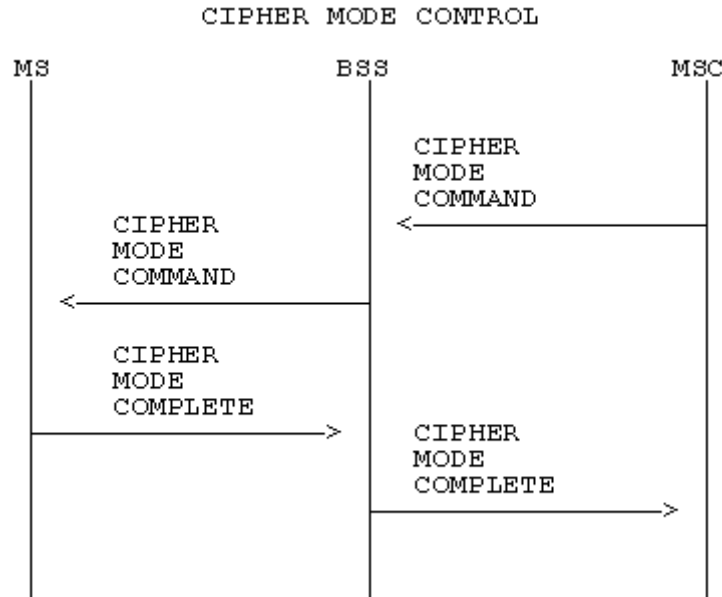 CIPHER MODE CONTROL
MS BSS MSC
CIPHER
MODE
COMMAND
CIPHER
MODE
COMMAND
CIPHER
MODE
COMPLETE
CIPHER
MODE
COMPLETE